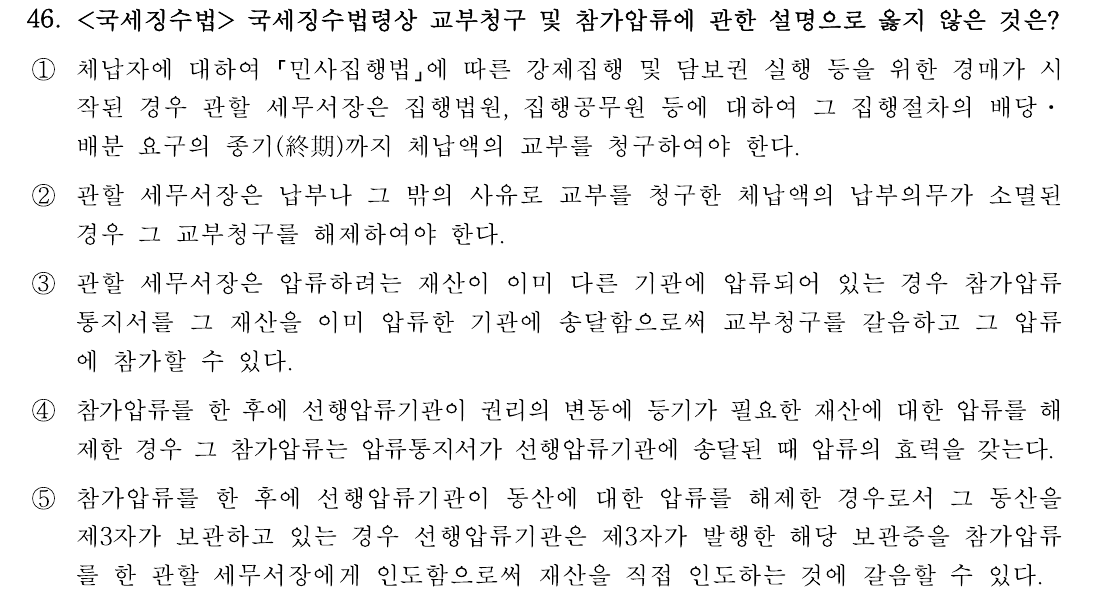 46. <국세징수법> 국세징수법령상 교부청구 및 참가압류에 관한 설명으로 옳지 않은 것은?
① 체납자에 대하여 「민사집행법」에 따른 강제집행 및 담보권 실행 등을 위한 경매가 시
작된 경우 관할 세무서장은 집행법원, 집행공무원 등에 대하여 그 집행절차의 배당·
배분 요구의 종기(終期)까지 체납액의 교부를 청구하여야 한다.
② 관할 세무서장은 납부나 그 밖의 사유로 교부를 청구한 체납액의 납부의무가 소멸된
경우 그 교부청구를 해제하여야 한다.
③ 관할 세무서장은 압류하려는 재산이 이미 다른 기관에 압류되어 있는 경우 참가압류
통지서를 그 재산을 이미 압류한 기관에 송달함으로써 교부청구를 갈음하고 그 압류
에 참가할 수 있다.
④ 참가압류를 한 후에 선행압류기관이 권리의 변동에 등기가 필요한 재산에 대한 압류를 해
제한 경우 그 참가압류는 압류통지서가 선행압류기관에 송달된 때 압류의 효력을 갖는다.
⑤ 참가압류를 한 후에 선행압류기관이 동산에 대한 압류를 해제한 경우로서 그 동산을
제3자가 보관하고 있는 경우 선행압류기관은 제3자가 발행한 해당 보관증을 참가압류
를 한 관할 세무서장에게 인도함으로써 재산을 직접 인도하는 것에 갈음할 수 있다.